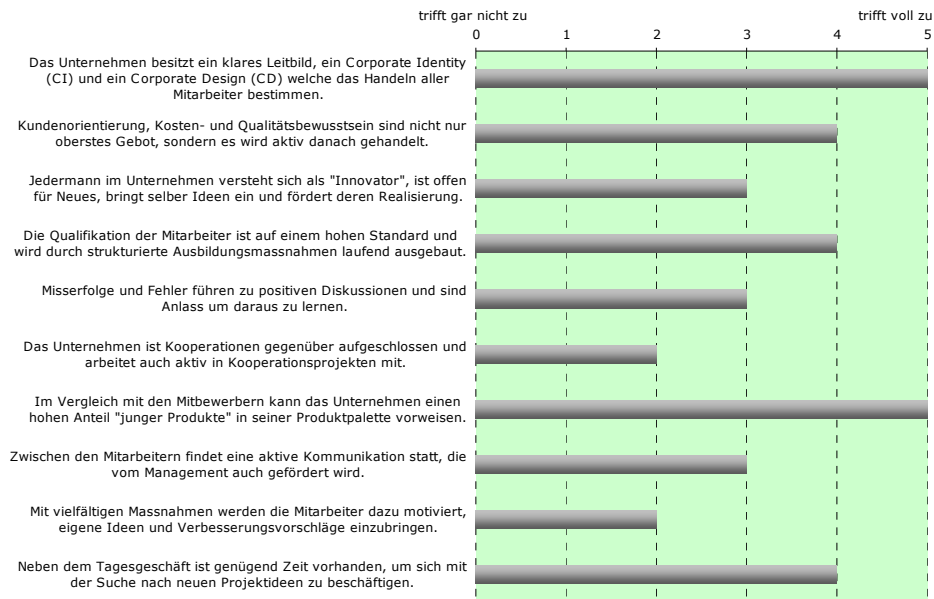 trifft gar nicht zu trifft voll zu
0 1 2 3 4 5
Das Unternehmen besitzt ein klares Leitbild, ein Corporate Identity
(CI) und ein Corporate Design (CD) welche das Handeln aller
Mitarbeiter bestimmen.
Kundenorientierung, Kosten- und Qualitätsbewusstsein sind nicht nur
oberstes Gebot, sondern es wird aktiv danach gehandelt.
Jedermann im Unternehmen versteht sich als "Innovator", ist offen
für Neues, bringt selber Ideen ein und fördert deren Realisierung.
Die Qualifikation der Mitarbeiter ist auf einem hohen Standard und
wird durch strukturierte Ausbildungsmassnahmen laufend ausgebaut.
Misserfolge und Fehler führen zu positiven Diskussionen und sind
Anlass um daraus zu lernen.
Das Unternehmen ist Kooperationen gegenüber aufgeschlossen und
arbeitet auch aktiv in Kooperationsprojekten mit.
Im Vergleich mit den Mitbewerbern kann das Unternehmen einen
hohen Anteil "junger Produkte" in seiner Produktpalette vorweisen.
Zwischen den Mitarbeitern findet eine aktive Kommunikation statt, die
vom Management auch gefördert wird.
Mit vielfältigen Massnahmen werden die Mitarbeiter dazu motiviert,
eigene Ideen und Verbesserungsvorschläge einzubringen.
Neben dem Tagesgeschäft ist genügend Zeit vorhanden, um sich mit
der Suche nach neuen Projektideen zu beschäftigen.